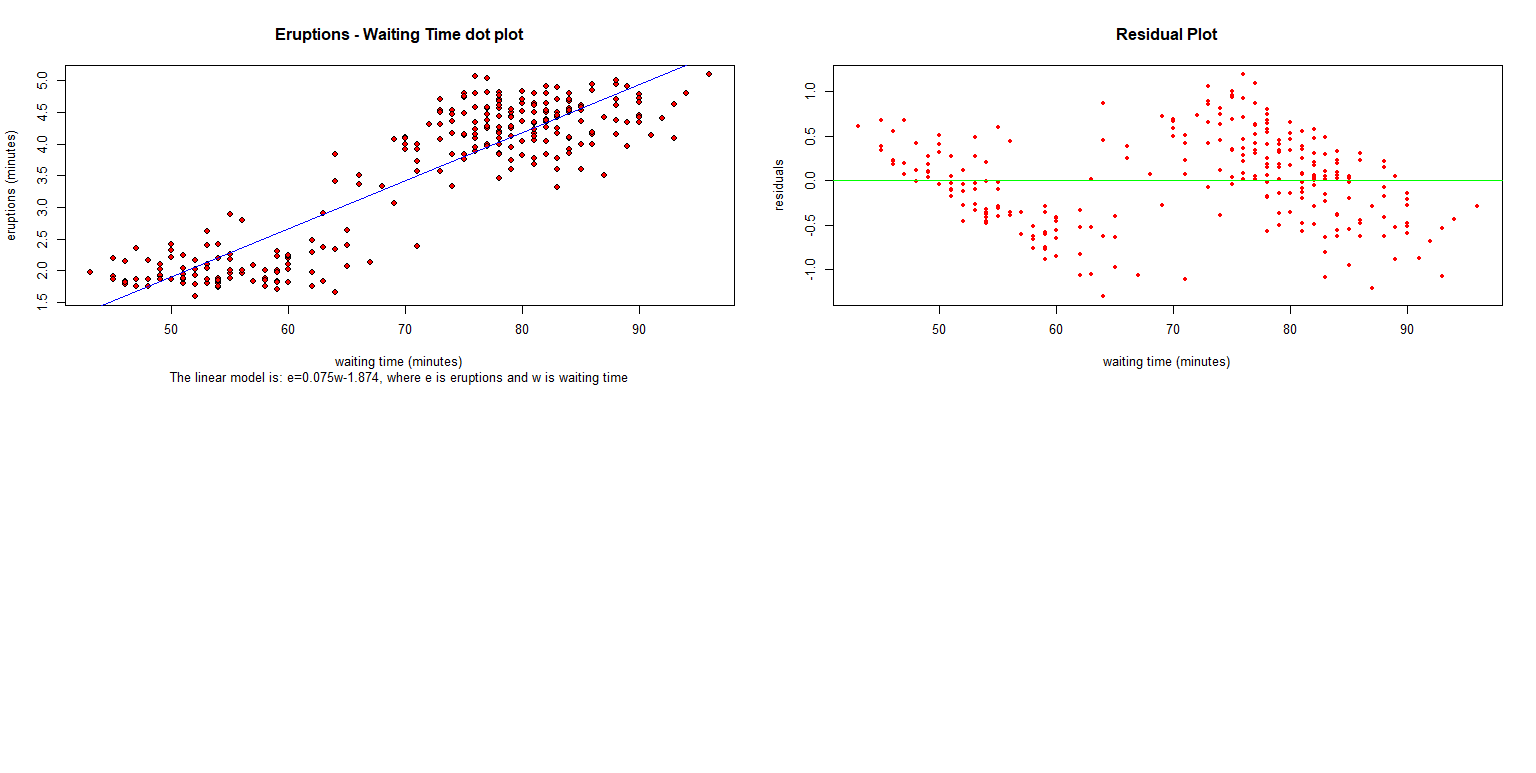 Eruptions - Waiting Time dot plot
eruptions (minutes)
5.0
4.5
4.0
3.5
3.0
2.5
2.0
1.5
50 60 70 80 90
waiting time (minutes)
The linear model is: e=0.075w-1.874, where e is eruptions and w is waiting time
Residual Plot
residuals
1.0
0.5
0.0
-0.5
-1.0
50 60 70 80 90
waiting time (minutes)